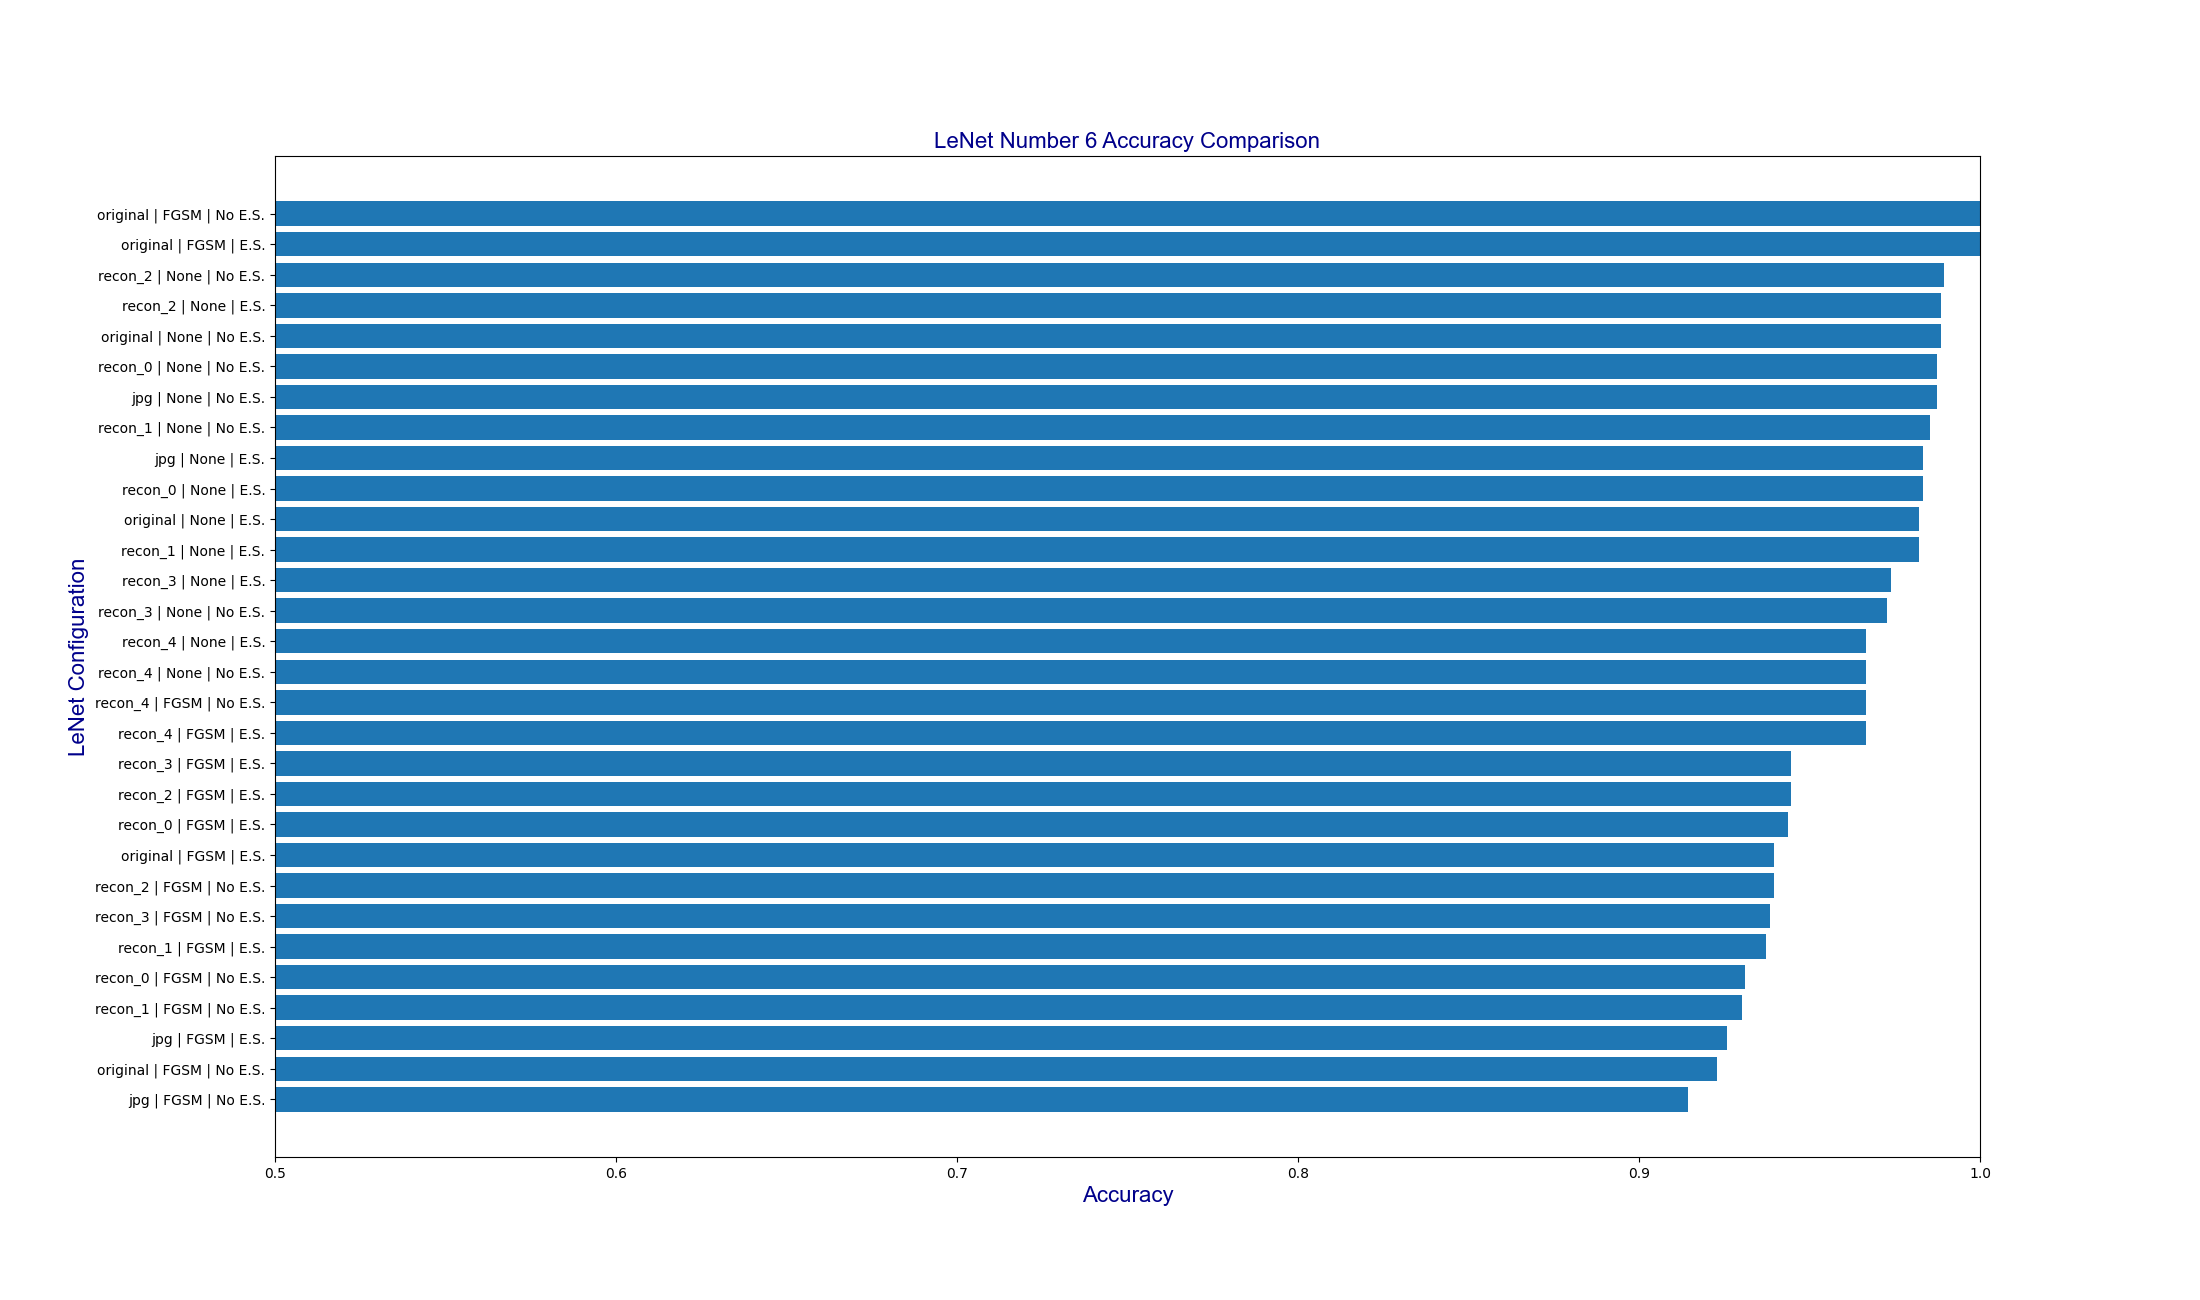 LeNet Number 6 Accuracy Comparison
original | FGSM | No E.S.
original | FGSM | E.S.
recon_2 | None | No E.S.
recon_2 | None | E.S.
original | None | No E.S.
recon_0 | None | No E.S.
jpg | None | No E.S.
recon_1 | None | No E.S.
jpg | None | E.S.
recon_0 | None | E.S.
original | None | E.S.
recon_1 | None | E.S.
recon_3 | None | E.S.
recon_3 | None | No E.S.
recon_4 | None | E.S.
recon_4 | None | No E.S.
recon_4 | FGSM | No E.S.
recon_4 | FGSM | E.S.
recon_3 | FGSM | E.S.
recon_2 | FGSM | E.S.
recon_0 | FGSM | E.S.
original | FGSM | E.S.
recon_2 | FGSM | No E.S.
recon_3 | FGSM | No E.S.
recon_1 | FGSM | E.S.
recon_0 | FGSM | No E.S.
recon_1 | FGSM | No E.S.
jpg | FGSM | E.S.
original | FGSM | No E.S.
jpg | FGSM | No E.S.
LeNet Configuration
0.5 0.6 0.7 0.8 0.9 1.0
Accuracy